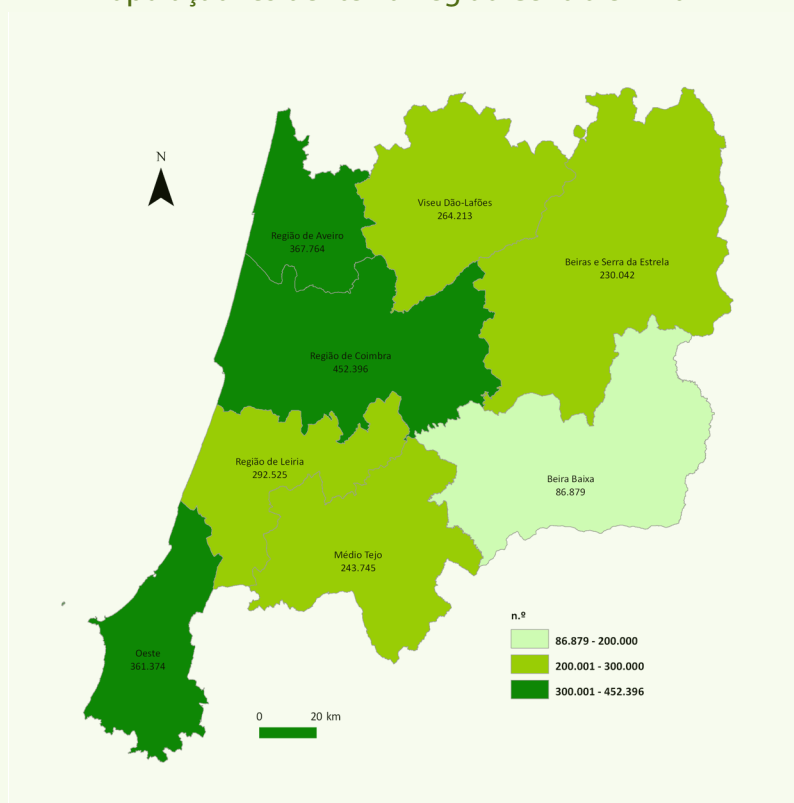 N
Viseu Dão-Lafões
264.213
Região de Aveiro
367.764
Beiras e Serra da Estrela
230.042
Região de Coimbra
452.396
Região de Leiria
292.525
Beira Baixa
86.879
Médio Tejo
243.745
n.º
86.879 - 200.000
200.001 - 300.000
300.001 - 452.396
Oeste
361.374
0 20 km